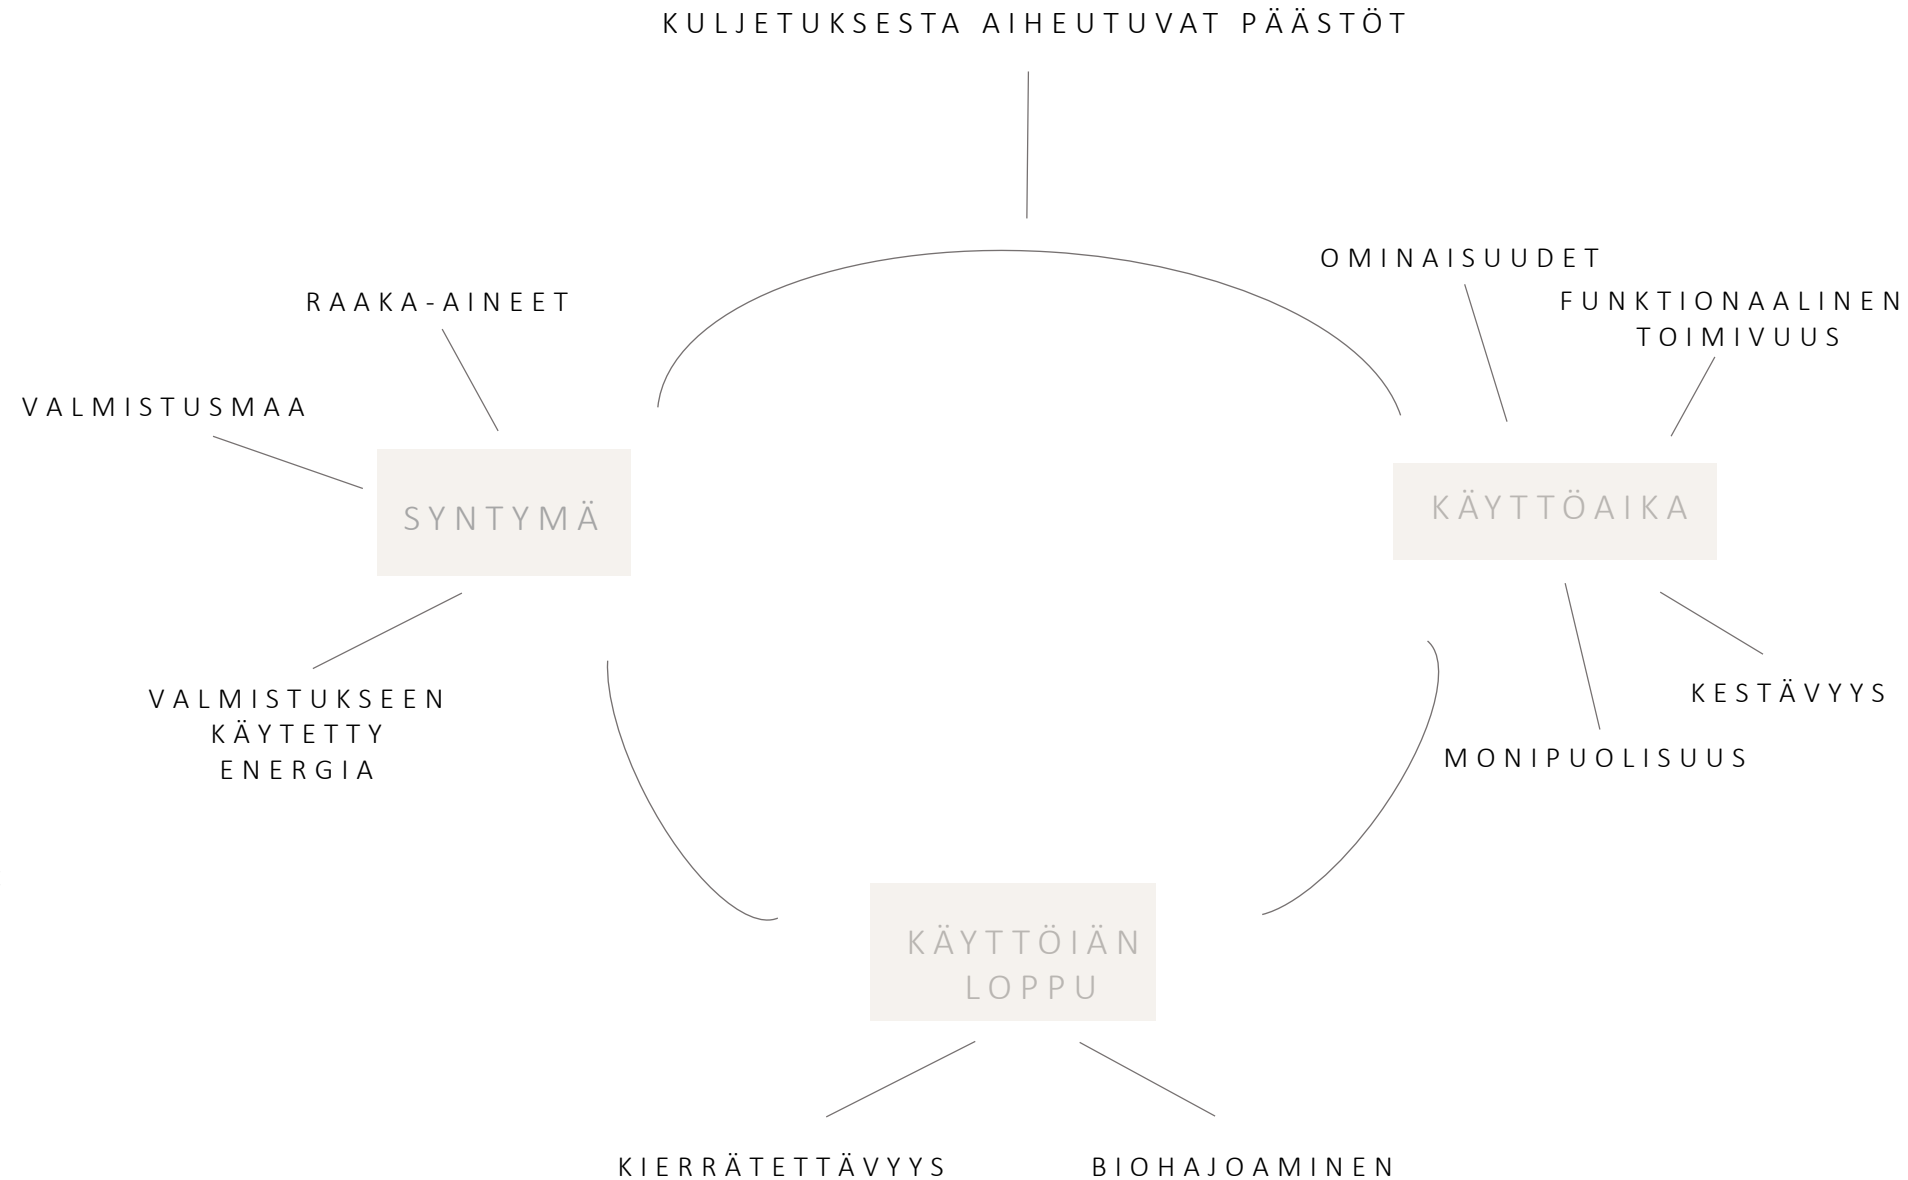 KULJETUKSESTA AIHEUTUVAT PÄÄSTÖT
OMINAISUUDET
RAAKA-AINEET
FUNKTIONAALINEN
TOIMIVUUS
VALMISTUSMAA
SYNTYMÄ
KÄYTTÖAIKA
VALMISTUKSEEN
KÄYTETTY
ENERGIA
KESTÄVYYS
MONIPUOLISUUS
KÄYTTÖIÄN
LOPPU
KIERRÄTETTÄVYYS
BIOHAJOAMINEN